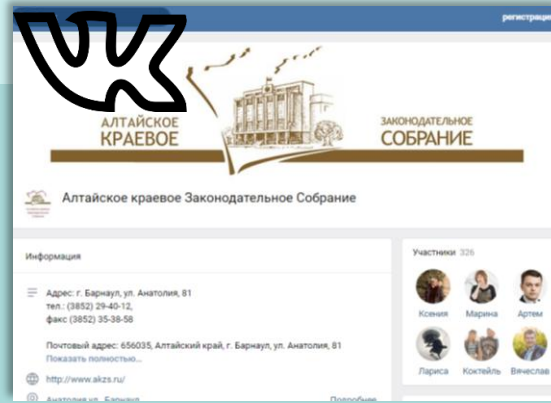 регистрация
АЛТАЙСКОЕ
КРАЕВОЕ
ЗАКОНОДАТЕЛЬНОЕ
СОБРАНИЕ
Алтайское краевое Законодательное Собрание
Информация
Адрес: г. Барнаул, ул. Анатолия, 81
тел.: (3852) 29-40-12,
факс (3852) 35-38-58
Почтовый адрес: 656035, Алтайский край, г. Барнаул, ул. Анатолия, 81
Показать полностью...
http://www.akzs.ru/
Анатолия ул., Барнаул
Подробнее
Участники 326
Ксения Марина Артем
Лариса Коктейль Вячеслав